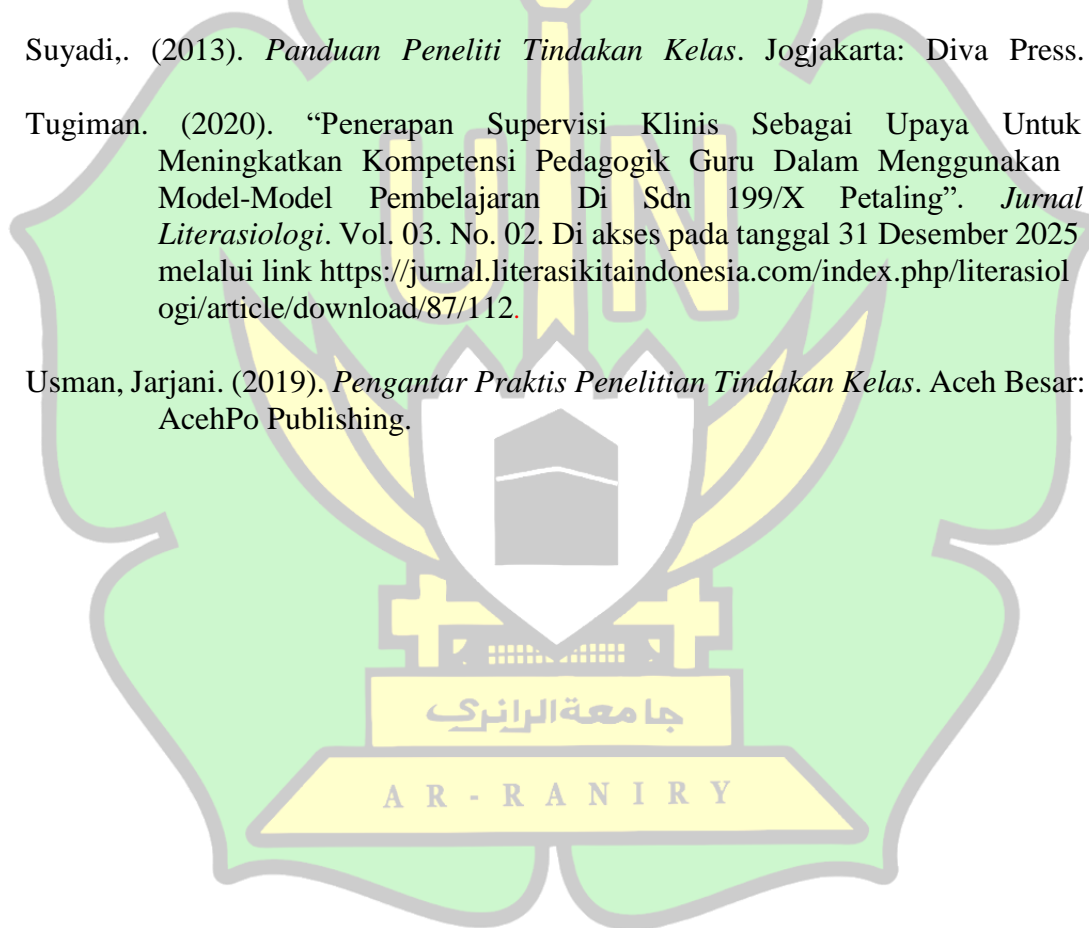 Suyadi,. (2013). Panduan Peneliti Tindakan Kelas. Jogjakarta: Diva Press.
Tugiman. (2020). “Penerapan Supervisi Klinis Sebagai Upaya Untuk
Meningkatkan Kompetensi Pedagogik Guru Dalam Menggunakan
Model-Model Pembelajaran Di Sdn 199/X Petaling”. Jurnal
Literasiologi. Vol. 03. No. 02. Di akses pada tanggal 31 Desember 2025
melalui link https://jurnal.literasikitaindonesia.com/index.php/literasiol
ogi/article/download/87/112.
Usman, Jarjani. (2019). Pengantar Praktis Penelitian Tindakan Kelas. Aceh Besar:
AcehPo Publishing.
UIN
جامعةالرانري
AR-RANIRY